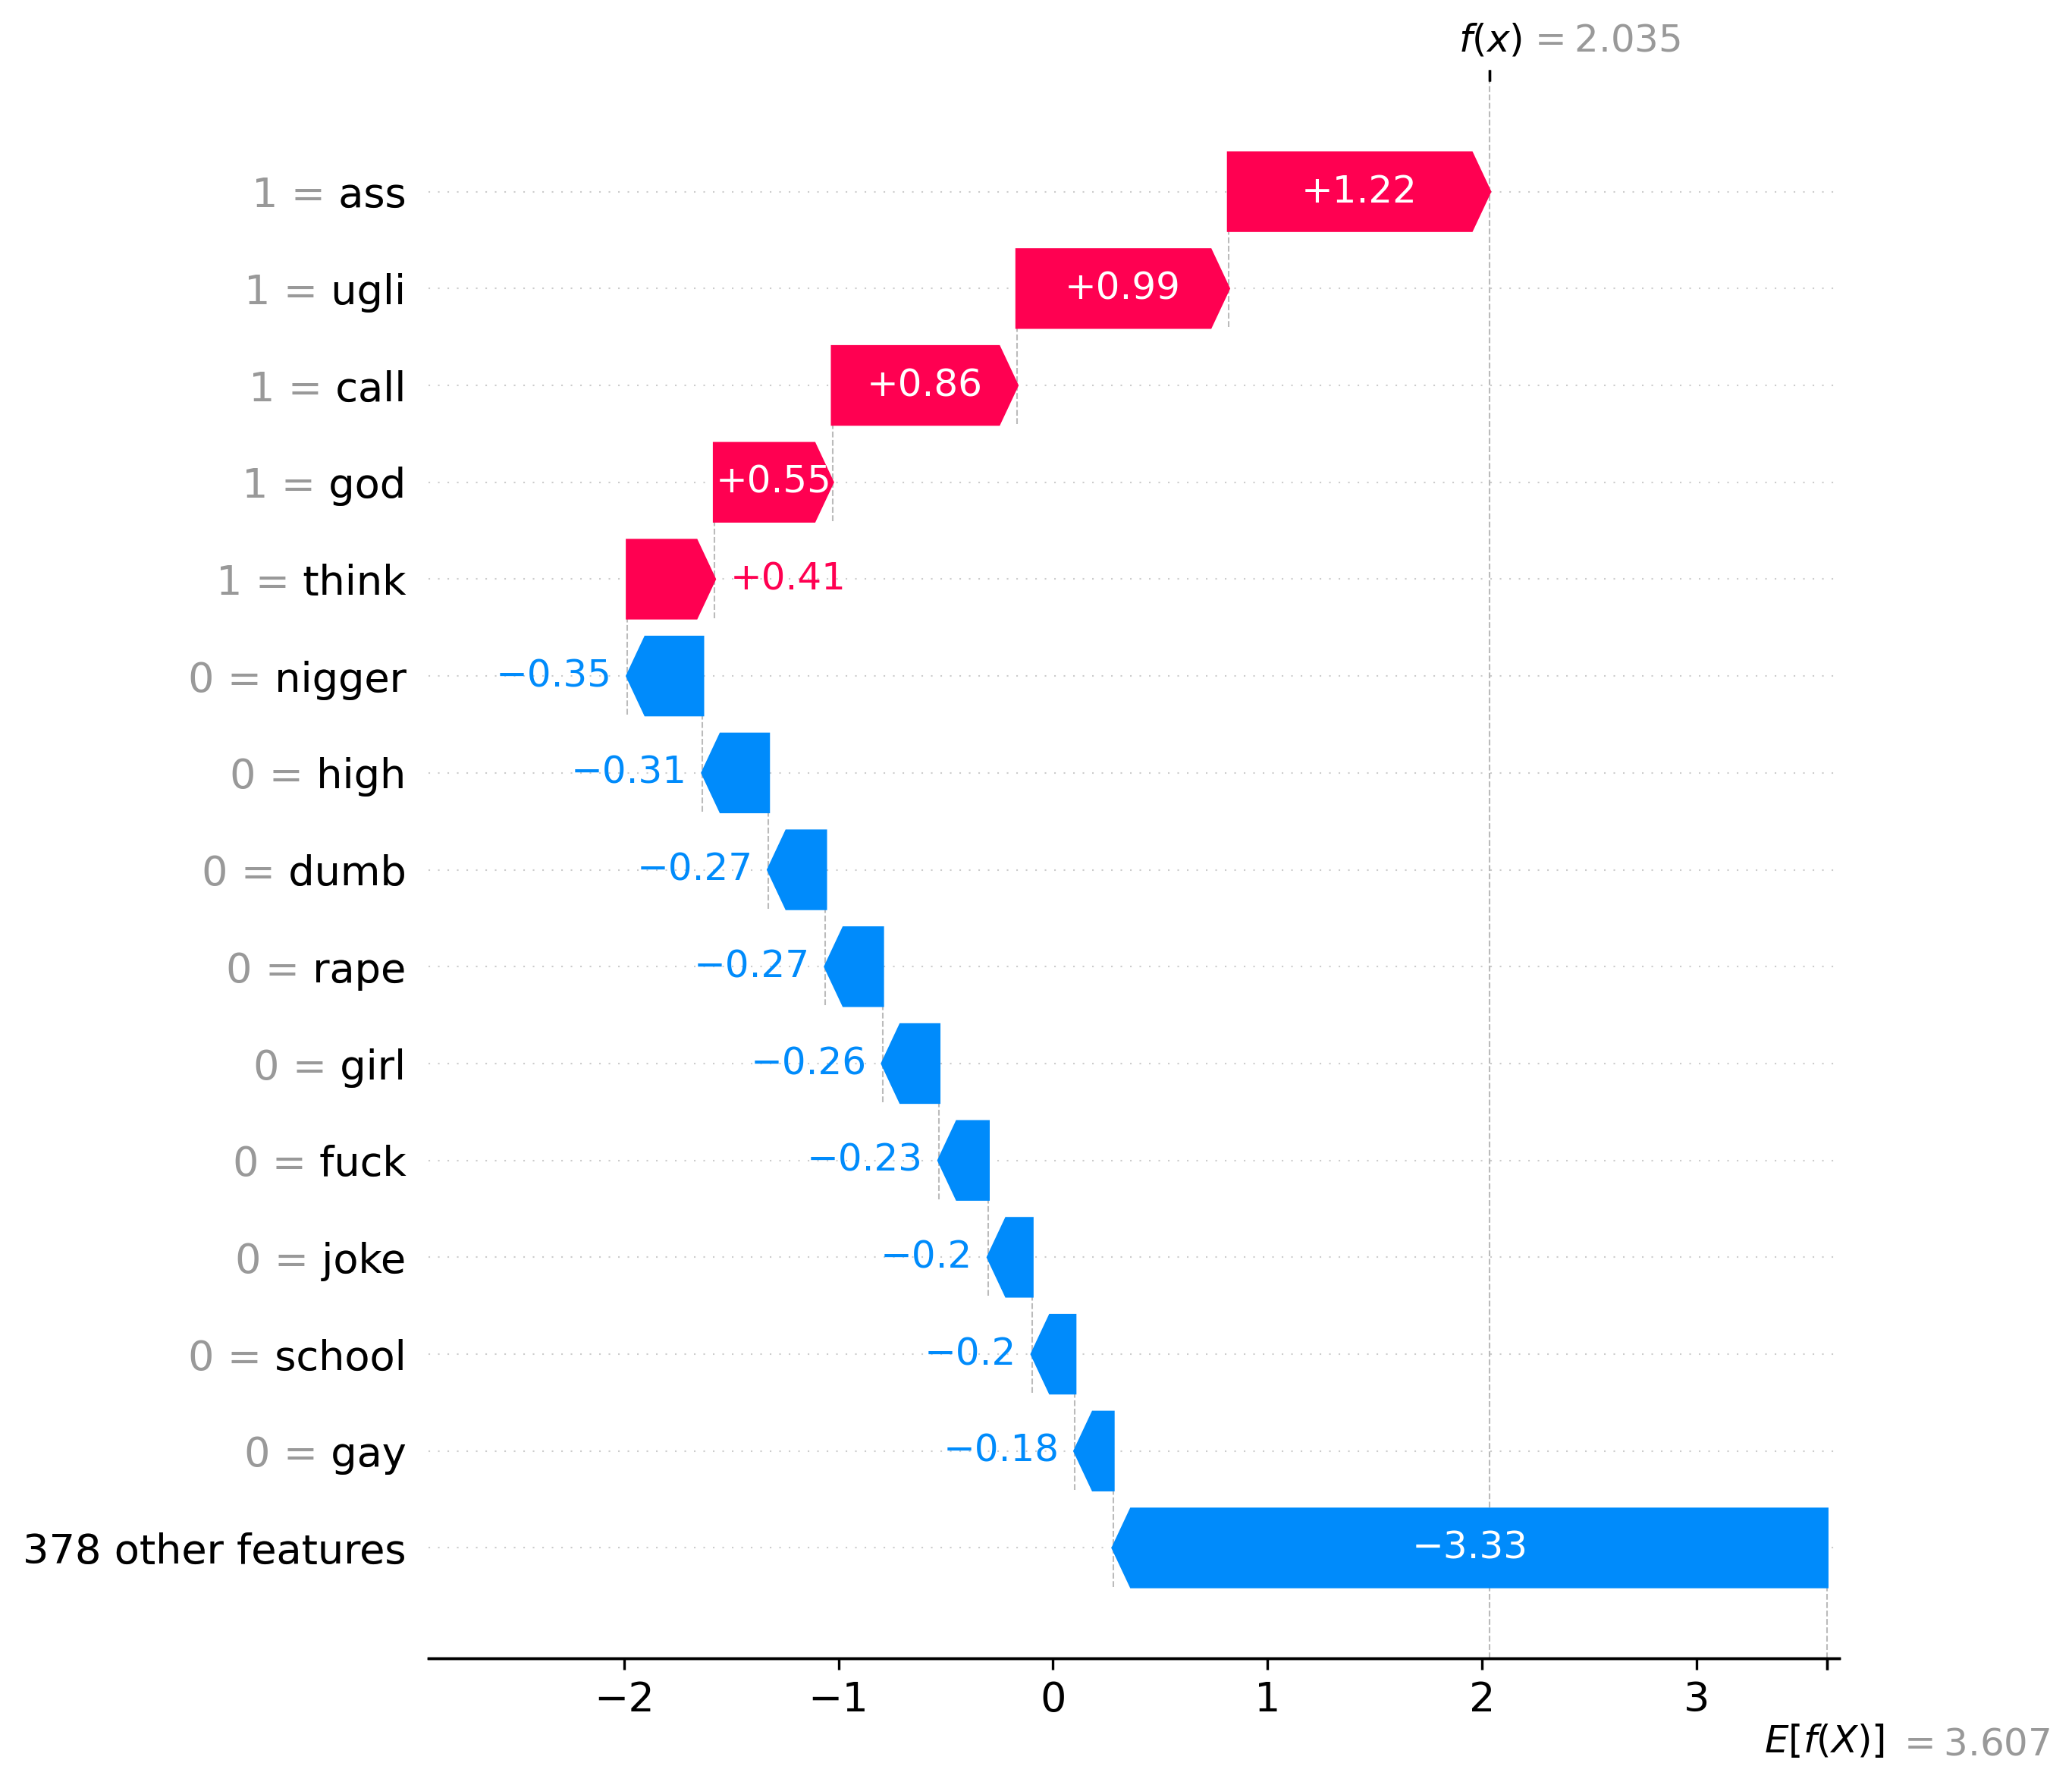 f(x) = 2.035
1 = ass
+1.22
1 = ugli
+0.99
1 = call
+0.86
1 = god
+0.55
1 = think
+0.41
0 = nigger
−0.35
0 = high
−0.31
0 = dumb
−0.27
0 = rape
−0.27
0 = girl
−0.26
0 = fuck
−0.23
0 = joke
−0.2
0 = school
−0.2
0 = gay
−0.18
378 other features
−3.33
−2 −1 0 1 2 3
E[f(X)] = 3.607